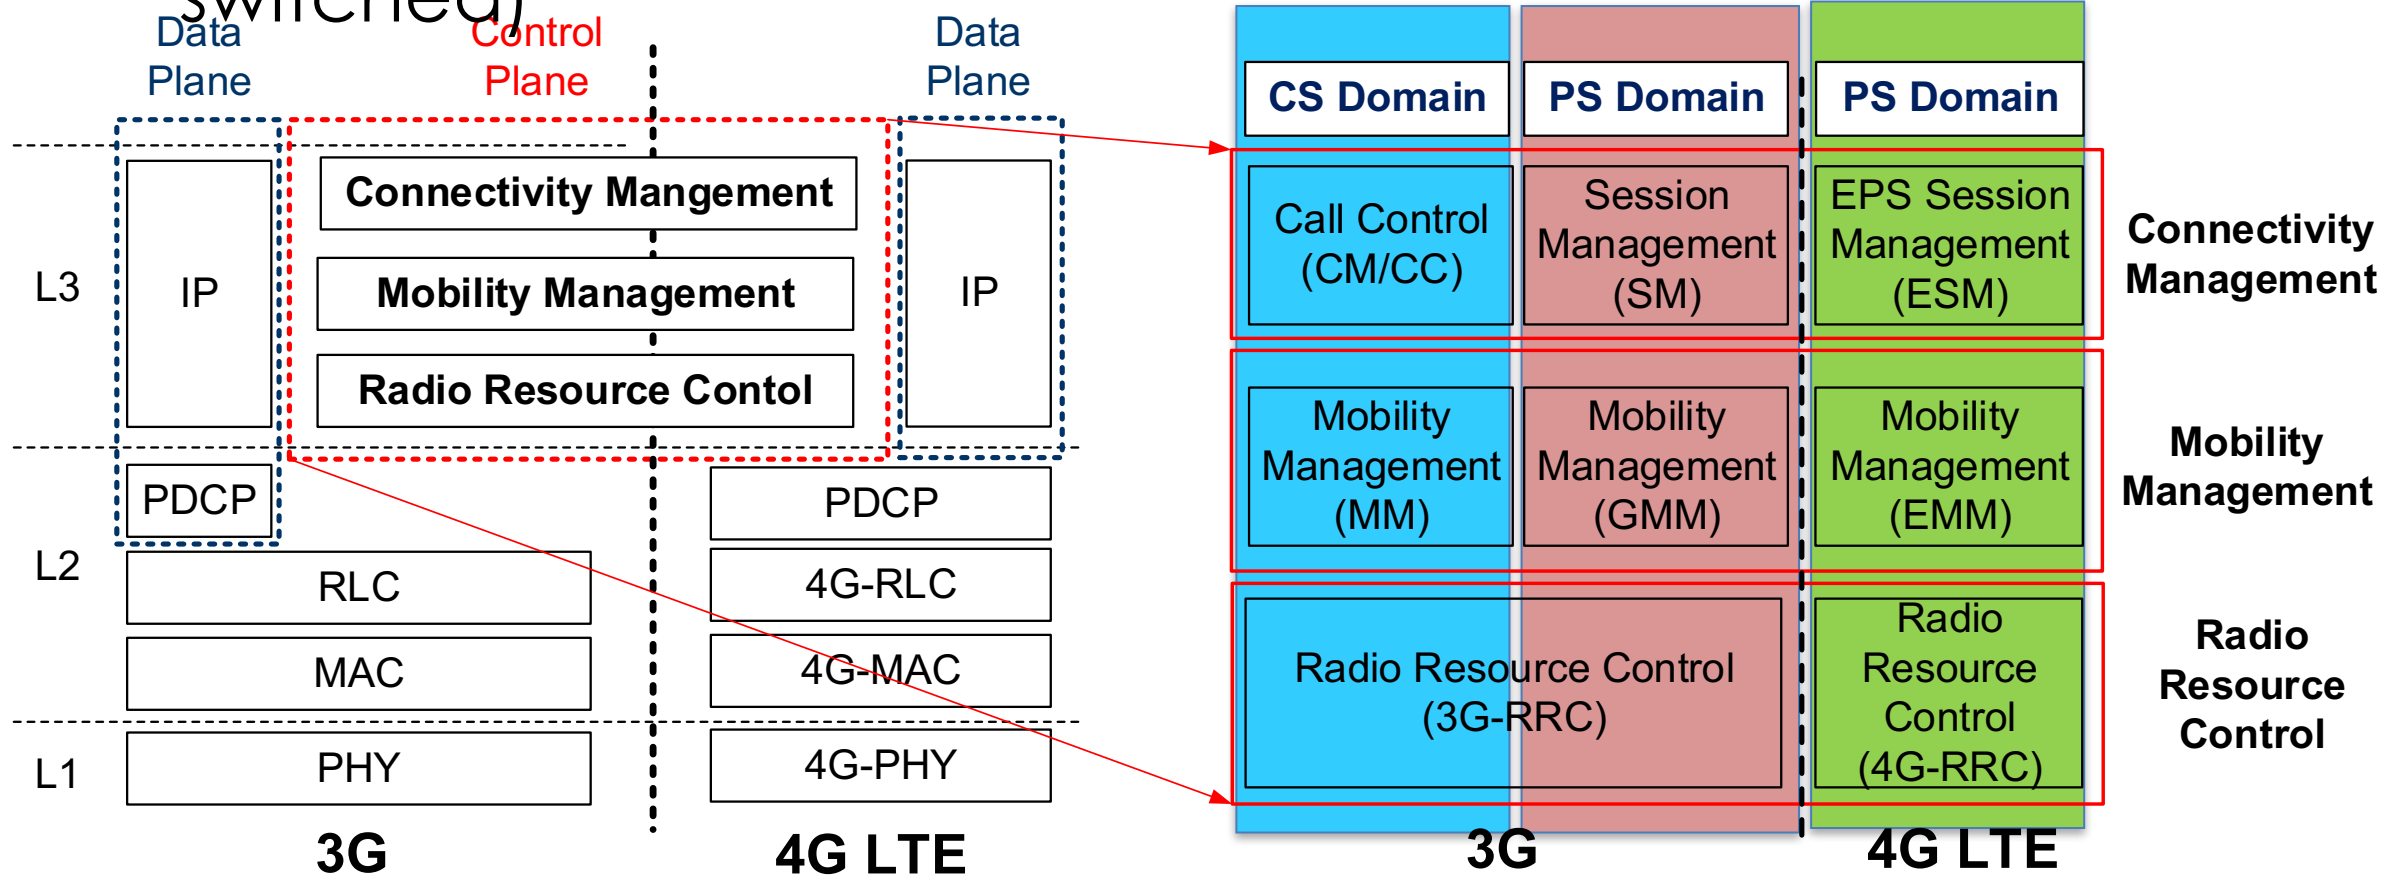 switched)
Data
Plane
Control
Plane
Data
Plane
Connectivity Mangement
Mobility Management
Radio Resource Contol
L3
IP
IP
PDCP
PDCP
L2
RLC
4G-RLC
MAC
4G-MAC
L1
PHY
4G-PHY
3G
4G LTE
CS Domain
PS Domain
PS Domain
Call Control
(CM/CC)
Session
Management
(SM)
EPS Session
Management
(ESM)
Connectivity
Management
Mobility
Management
(MM)
Mobility
Management
(GMM)
Mobility
Management
(EMM)
Mobility
Management
Radio Resource Control
(3G-RRC)
Radio
Resource
Control
(4G-RRC)
Radio
Resource
Control
3G
4G LTE